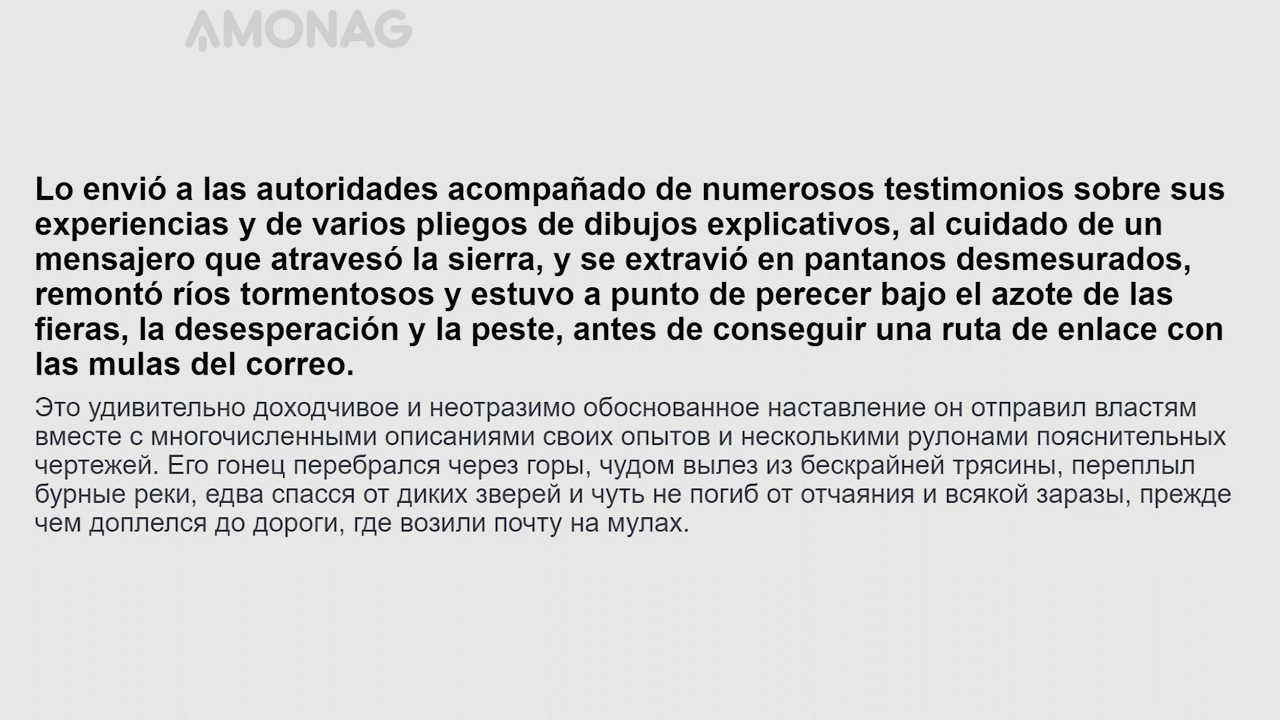 AMONAG
Lo envió a las autoridades acompañado de numerosos testimonios sobre sus
experiencias y de varios pliegos de dibujos explicativos, al cuidado de un
mensajero que atravesó la sierra, y se extravió en pantanos desmesurados,
remontó ríos tormentosos y estuvo a punto de perecer bajo el azote de las
fieras, la desesperación y la peste, antes de conseguir una ruta de enlace con
las mulas del correo.
Это удивительно доходчивое и неотразимо обоснованное наставление он отправил властям
вместе с многочисленными описаниями своих опытов и несколькими рулонами пояснительных
чертежей. Его гонец перебрался через горы, чудом вылез из бескрайней трясины, переплыл
бурные реки, едва спасся от диких зверей и чуть не погиб от отчаяния и всякой заразы, прежде
чем доплелся до дороги, где возили почту на мулах.